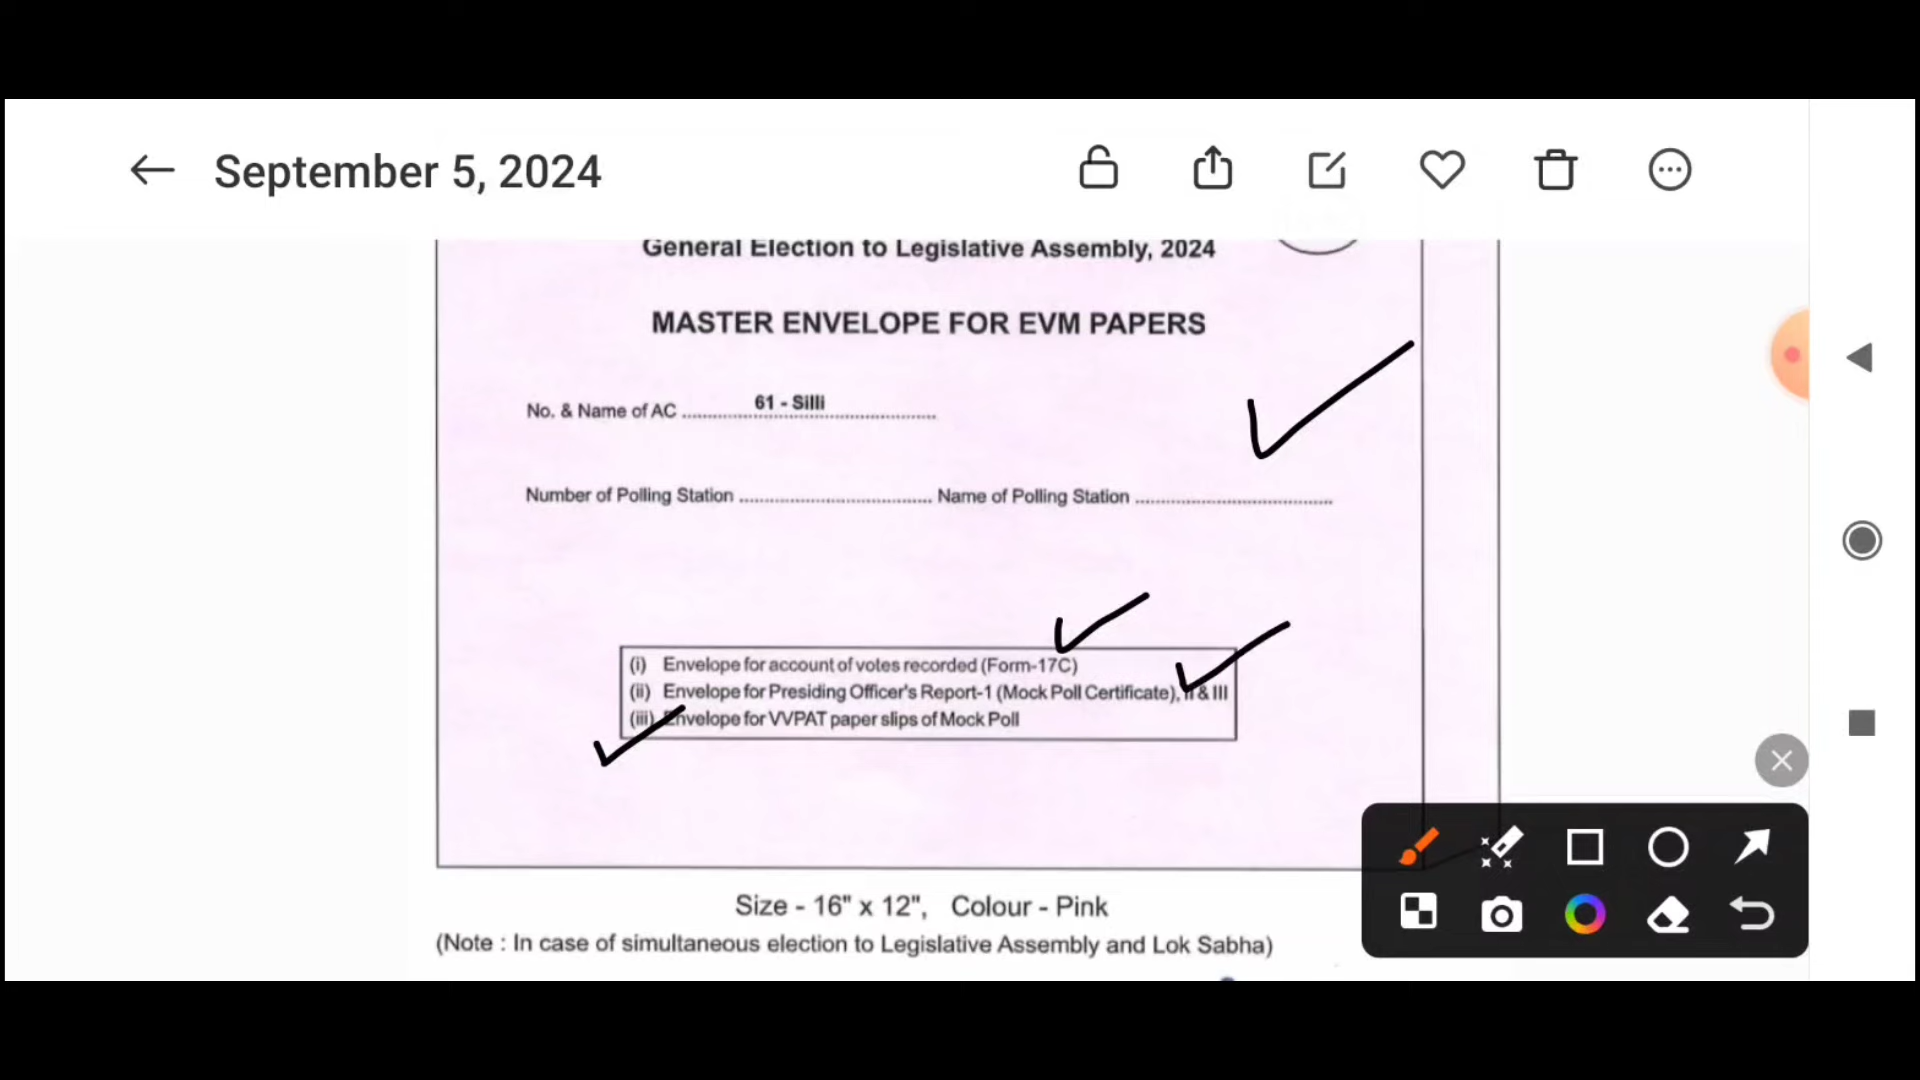 September 5, 2024
General Election to Legislative Assembly, 2024
MASTER ENVELOPE FOR EVM PAPERS
No. & Name of AC .......... 61 - Silli ..........
Number of Polling Station .......... Name of Polling Station ..........
(i) Envelope for account of votes recorded (Form-17C)
(ii) Envelope for Presiding Officer's Report-1 (Mock Poll Certificate), II & III
(iii) Envelope for VVPAT paper slips of Mock Poll
Size - 16" x 12", Colour - Pink
(Note : In case of simultaneous election to Legislative Assembly and Lok Sabha)